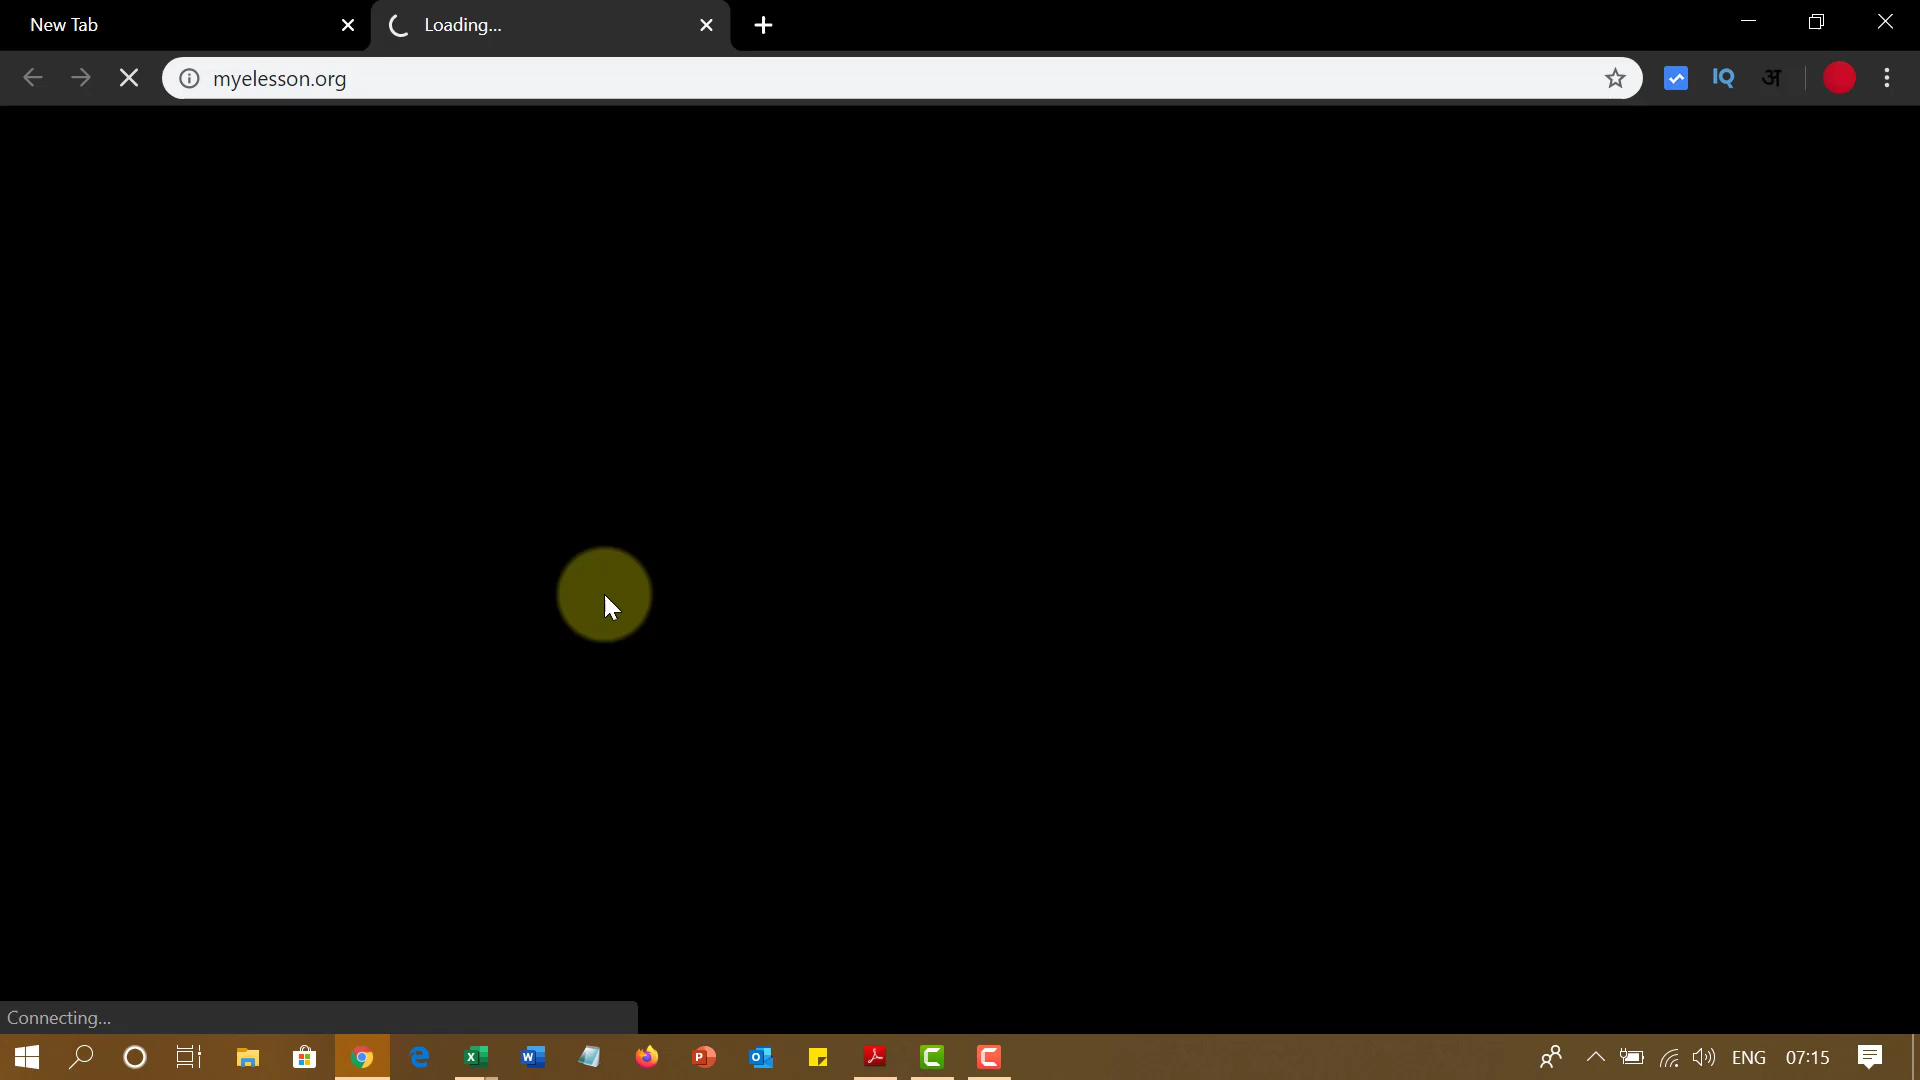 New Tab
Loading...
myelesson.org
IQ
अ
Connecting...
ENG
07:15